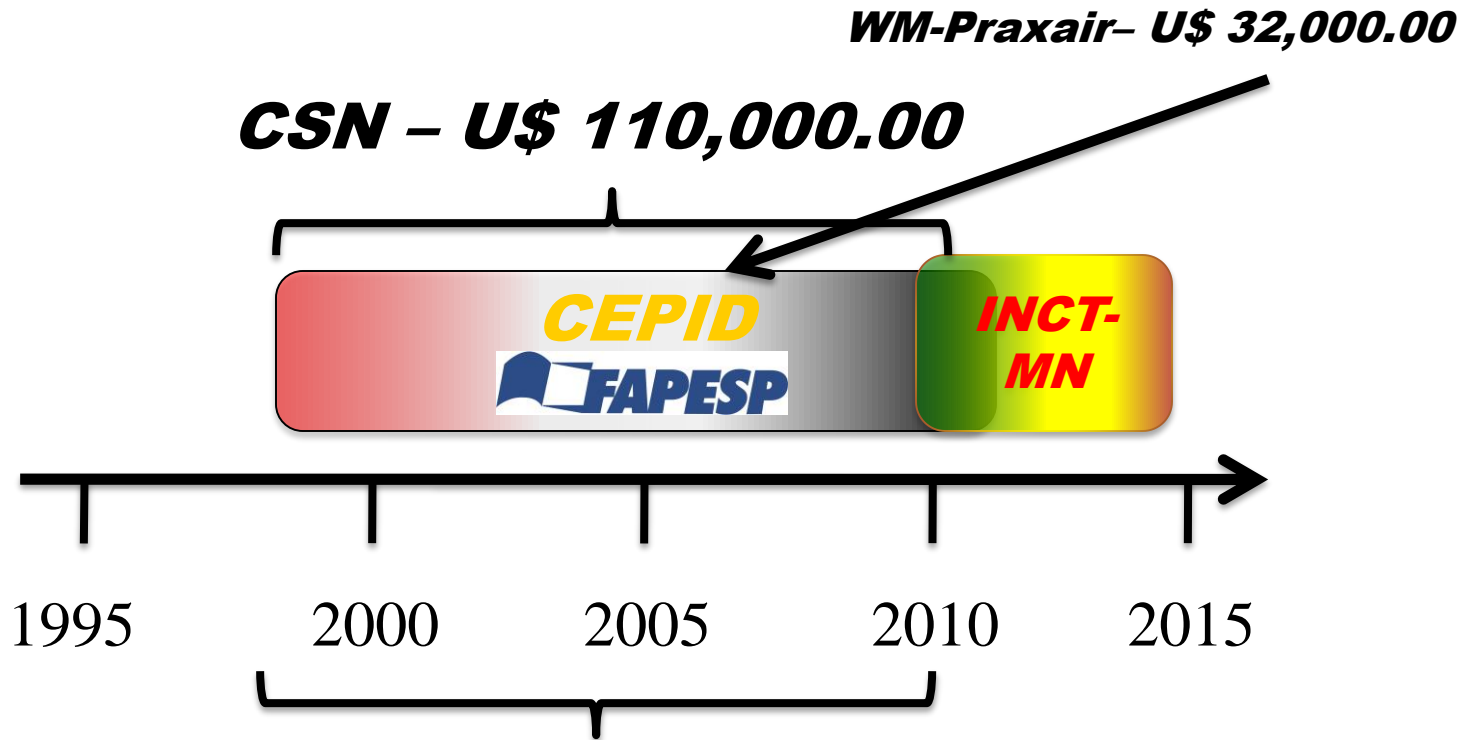 WM-Praxair– U$ 32,000.00
CSN – U$ 110,000.00
CEPID
FAPESP
INCT-
MN
1995 2000 2005 2010 2015